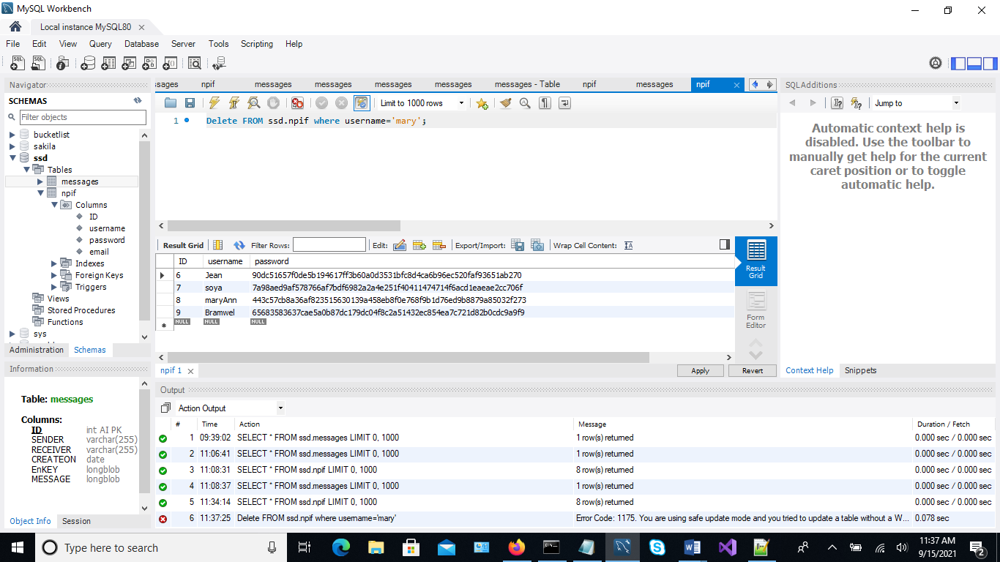 MySQL Workbench
Local instance MySQL80
File Edit View Query Database Server Tools Scripting Help
Navigator
SCHEMAS
Filter objects
bucketlist
sakila
ssd
Tables
messages
npif
Columns
ID
username
password
email
Indexes
Foreign Keys
Triggers
Views
Stored Procedures
Functions
sys
Administration Schemas
Information
Table: messages
Columns:
ID int AI PK
SENDER varchar(255)
RECEIVER varchar(255)
CREATEON date
EnKEY longblob
MESSAGE longblob
Object Info Session
ssages npif messages messages messages messages messages - Table npif messages npif
Limit to 1000 rows
1 Delete FROM ssd.npif where username='mary';
Result Grid Filter Rows: Edit: Export/Import: Wrap Cell Content:
ID username password
6 Jean 90dc51657f0de5b194617ff3b60a0d3531bfc8d4ca6b96ec520faf93651ab270
7 soya 7a98aed9af578766af7bdf6982a2a4e251f40411474714f6acd1eaeae2cc706f
8 maryAnn 443c57cb8a36af823515630139a458eb8f0e768f9b1d76ed9b8879a85032f273
9 Bramwel 65683583637cae5a0b87dc179dc04f8c2a51432ec854ea7c721d82b0cdc9a9f9
NULL NULL NULL
Result
Grid
Form
Editor
npif 1 Apply Revert
SQLAdditions
Jump to
Automatic context help is
disabled. Use the toolbar to
manually get help for the current
caret position or to toggle
automatic help.
Context Help Snippets
Output
Action Output
# Time Action Message Duration / Fetch
1 09:39:02 SELECT * FROM ssd.messages LIMIT 0, 1000 1 row(s) returned 0.000 sec / 0.000 sec
2 11:06:41 SELECT * FROM ssd.messages LIMIT 0, 1000 1 row(s) returned 0.000 sec / 0.000 sec
3 11:08:31 SELECT * FROM ssd.npif LIMIT 0, 1000 8 row(s) returned 0.000 sec / 0.000 sec
4 11:08:37 SELECT * FROM ssd.messages LIMIT 0, 1000 1 row(s) returned 0.000 sec / 0.000 sec
5 11:34:14 SELECT * FROM ssd.npif LIMIT 0, 1000 8 row(s) returned 0.000 sec / 0.000 sec
6 11:37:25 Delete FROM ssd.npif where username='mary' Error Code: 1175. You are using safe update mode and you tried to update a table without a W... 0.078 sec
Type here to search
11:37 AM
9/15/2021
2